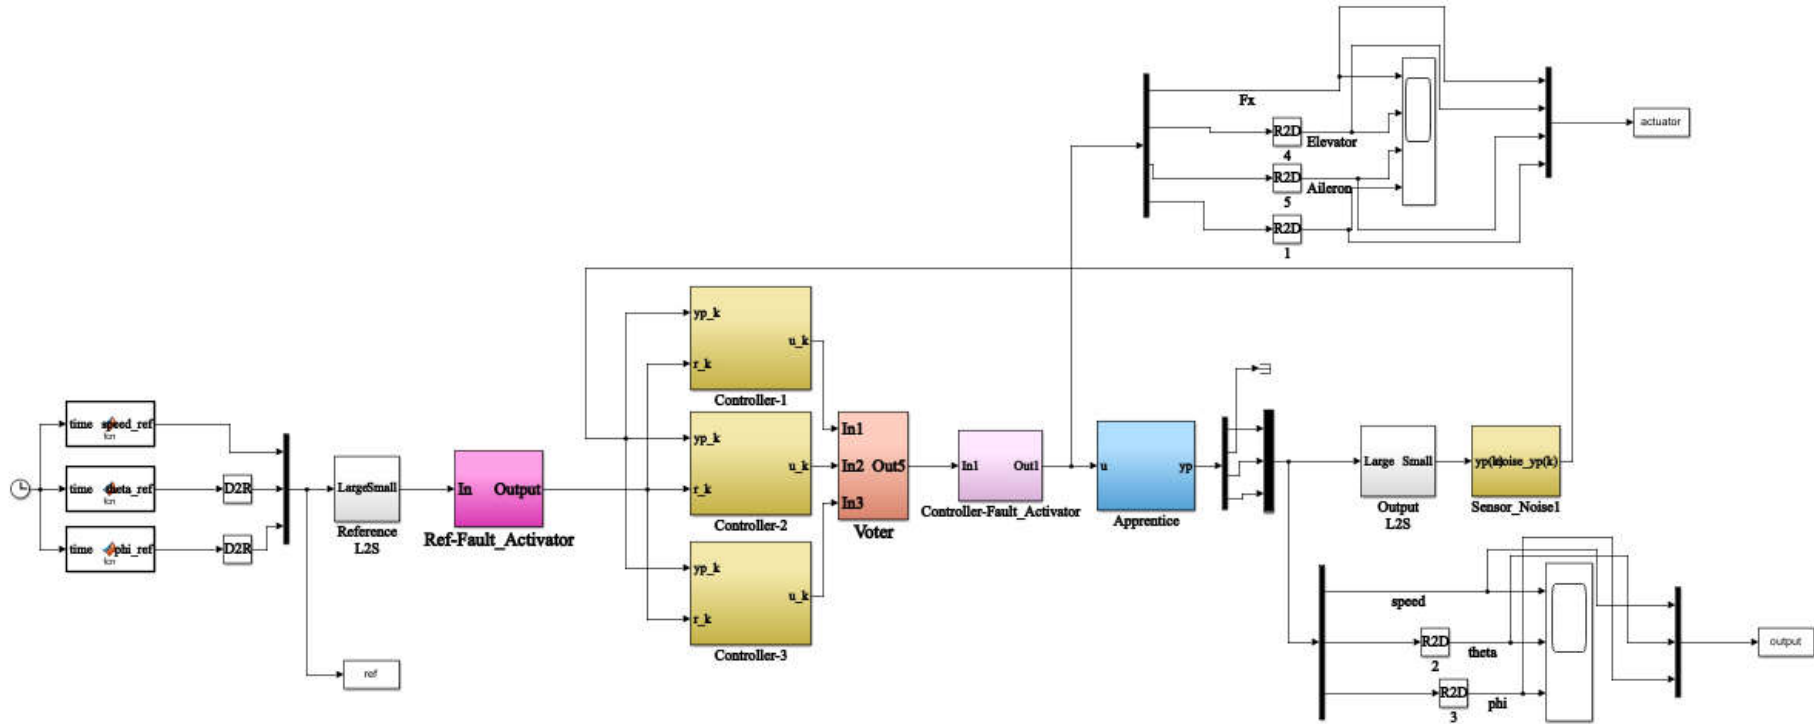 Fx
R2D
4
Elevator
R2D
5
Aileron
R2D
1
actuator
time speed_ref
fcn
time theta_ref
fcn
D2R
time phi_ref
fcn
D2R
LargeSmall
Reference
L2S
ref
In Output
Ref-Fault_Activator
yp_k
u_k
r_k
Controller-1
yp_k
u_k
r_k
Controller-2
yp_k
u_k
r_k
Controller-3
In1
In2 Out5
In3
Voter
In1 Out1
Controller-Fault_Activator
u yp
Apprentice
Large Small
Output
L2S
yp(k) noise_yp(k)
Sensor_Noise1
speed
R2D
2
theta
R2D
3
phi
output